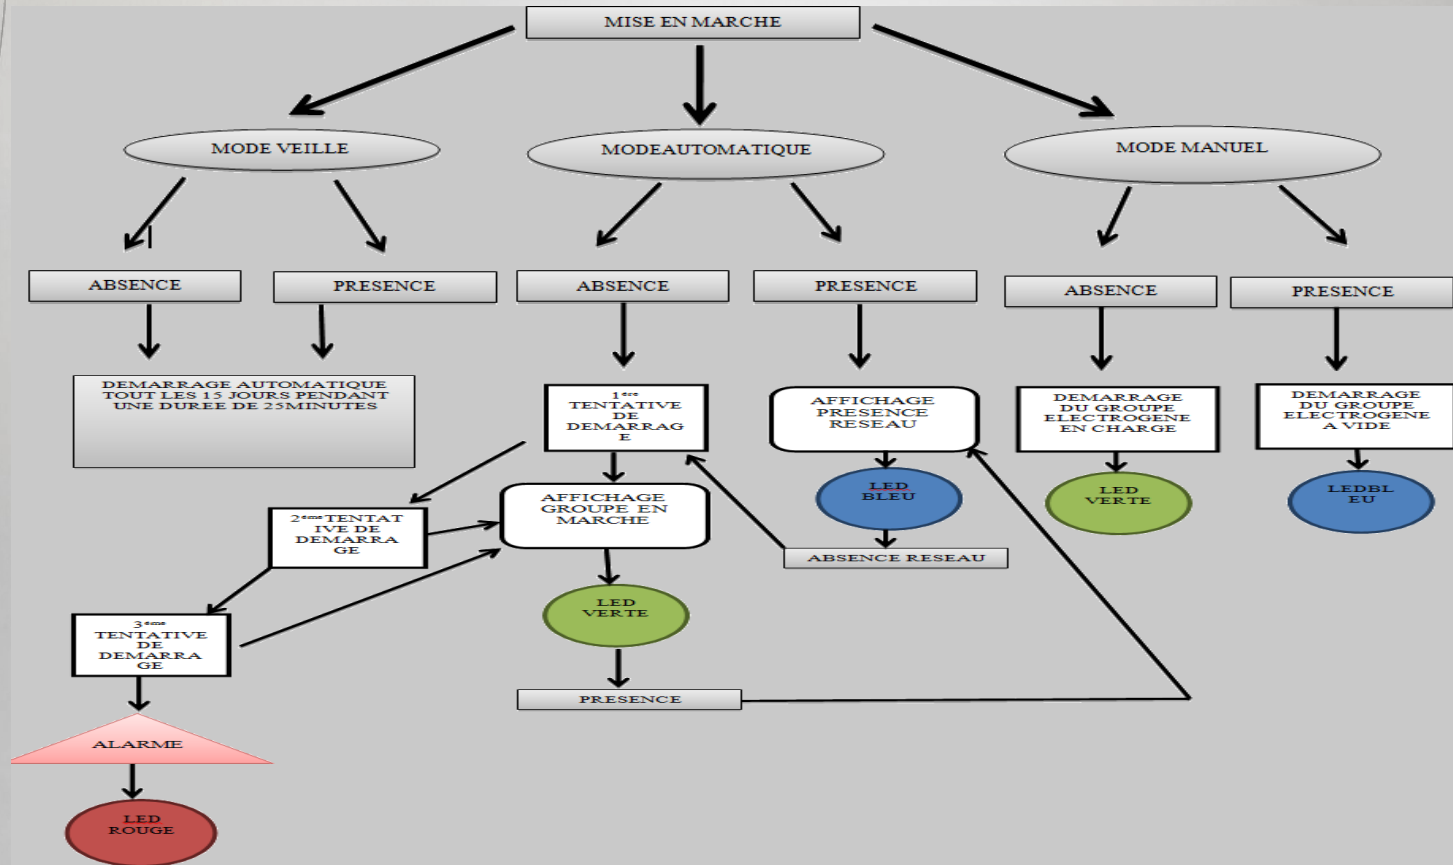 MISE EN MARCHE
MODE VEILLE
MODEAUTOMATIQUE
MODE MANUEL
ABSENCE
PRESENCE
ABSENCE
PRESENCE
ABSENCE
PRESENCE
DEMARRAGE AUTOMATIQUE
TOUT LES 15 JOURS PENDANT
UNE DUREE DE 25MINUTES
1ère
TENTATIVE
DE
DEMARRAG
E
AFFICHAGE
PRESENCE
RESEAU
DEMARRAGE
DU GROUPE
ELECTROGENE
EN CHARGE
DEMARRAGE
DU GROUPE
ELECTROGENE
A VIDE
LED
BLEU
LED
VERTE
LEDBL
EU
2émeTENTAT
IVE DE
DEMARRA
GE
AFFICHAGE
GROUPE EN
MARCHE
ABSENCE RESEAU
LED
VERTE
3éme
TENTATIVE
DE
DEMARRA
GE
PRESENCE
ALARME
LED
ROUGE